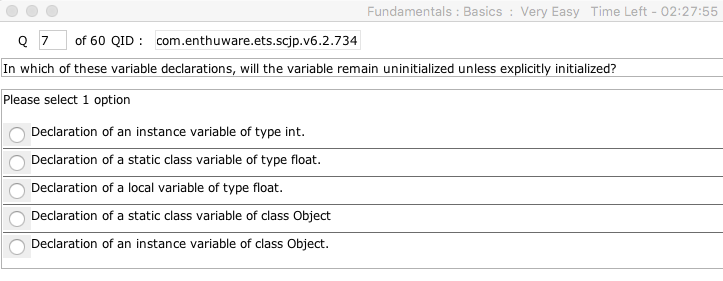 Fundamentals : Basics : Very Easy Time Left - 02:27:55
Q 7 of 60 QID : com.enthuware.ets.scjp.v6.2.734
In which of these variable declarations, will the variable remain uninitialized unless explicitly initialized?
Please select 1 option
Declaration of an instance variable of type int.
Declaration of a static class variable of type float.
Declaration of a local variable of type float.
Declaration of a static class variable of class Object
Declaration of an instance variable of class Object.